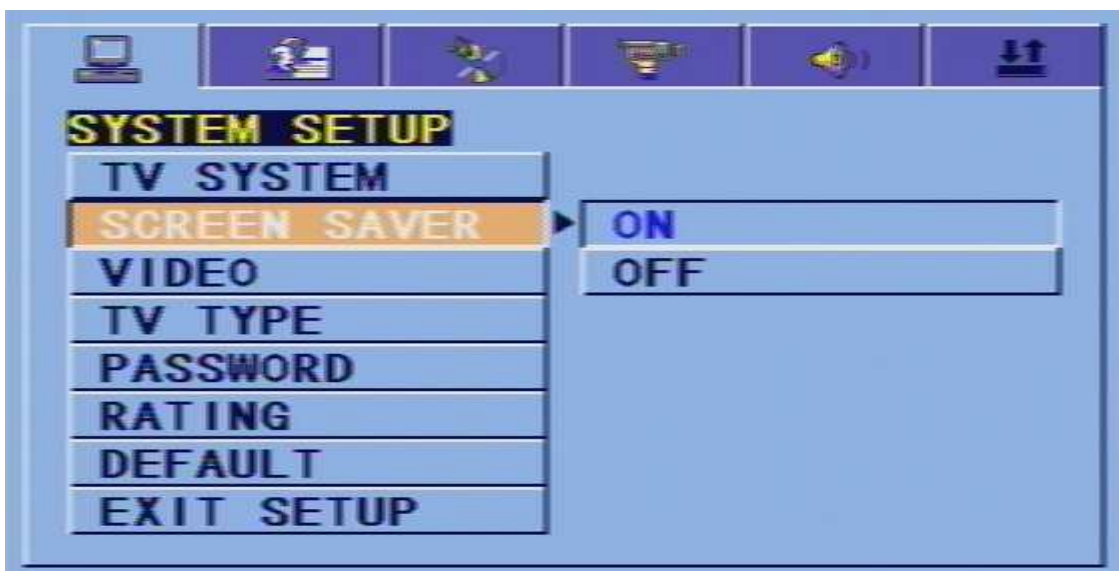 SYSTEM SETUP
TV SYSTEM
SCREEN SAVER
ON
VIDEO
OFF
TV TYPE
PASSWORD
RATING
DEFAULT
EXIT SETUP